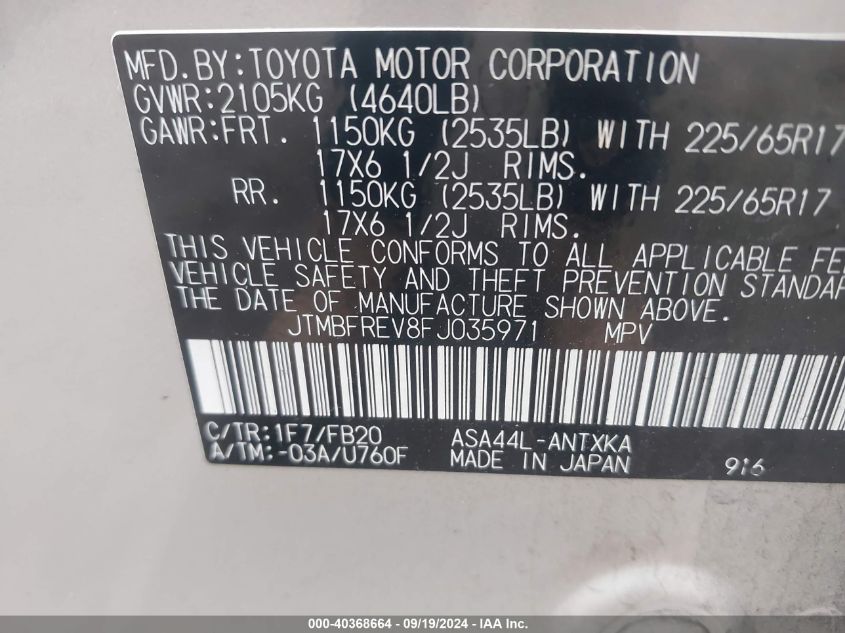 MFD.BY:TOYOTA MOTOR CORPORATION
GVWR:2105KG (4640LB)
GAWR:FRT. 1150KG (2535LB) WITH 225/65R17
17X6 1/2J RIMS.
RR. 1150KG (2535LB) WITH 225/65R17
17X6 1/2J RIMS.
THIS VEHICLE CONFORMS TO ALL APPLICABLE
VEHICLE SAFETY AND THEFT PREVENTION
THE DATE OF MANUFACTURE SHOWN ABOVE.
JTMBFREV8FJ035971 MPV
C/TR:1F7/FB20 ASA44L-ANTXKA
A/TM:-03A/U760F MADE IN JAPAN 916
000-40368664 - 09/19/2024 - IAA Inc.